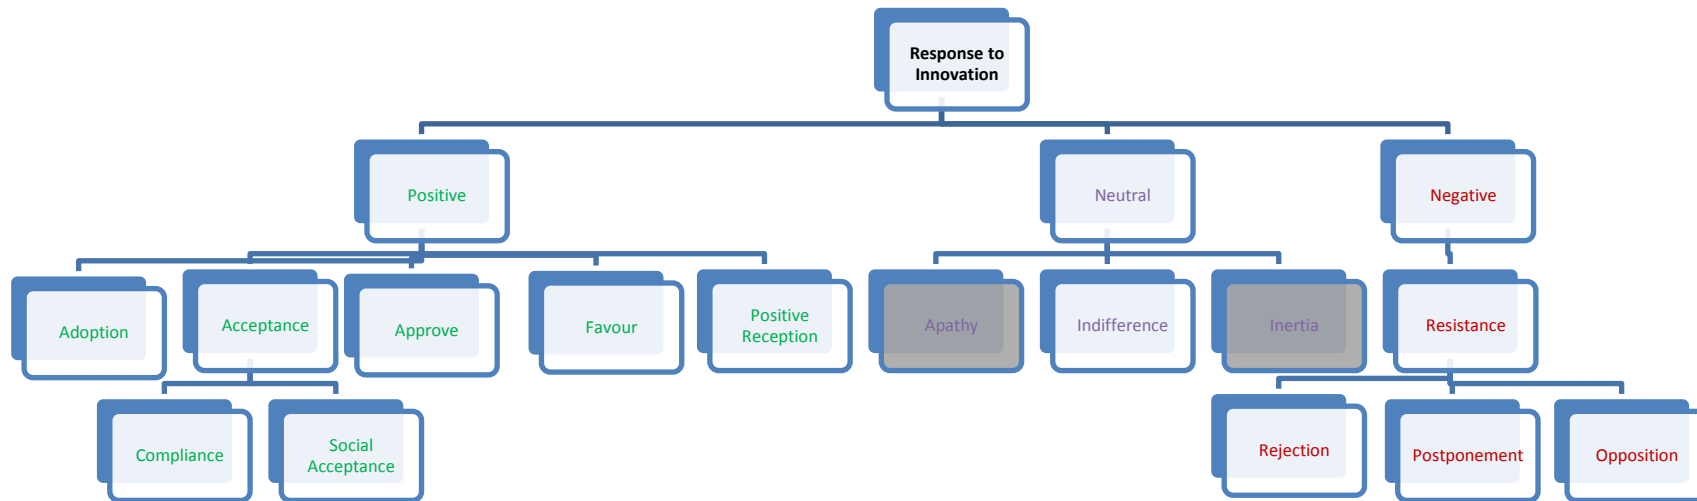 Response to
Innovation
Positive
Neutral
Negative
Adoption
Acceptance
Approve
Favour
Positive
Reception
Apathy
Indifference
Inertia
Resistance
Compliance
Social
Acceptance
Rejection
Postponement
Opposition